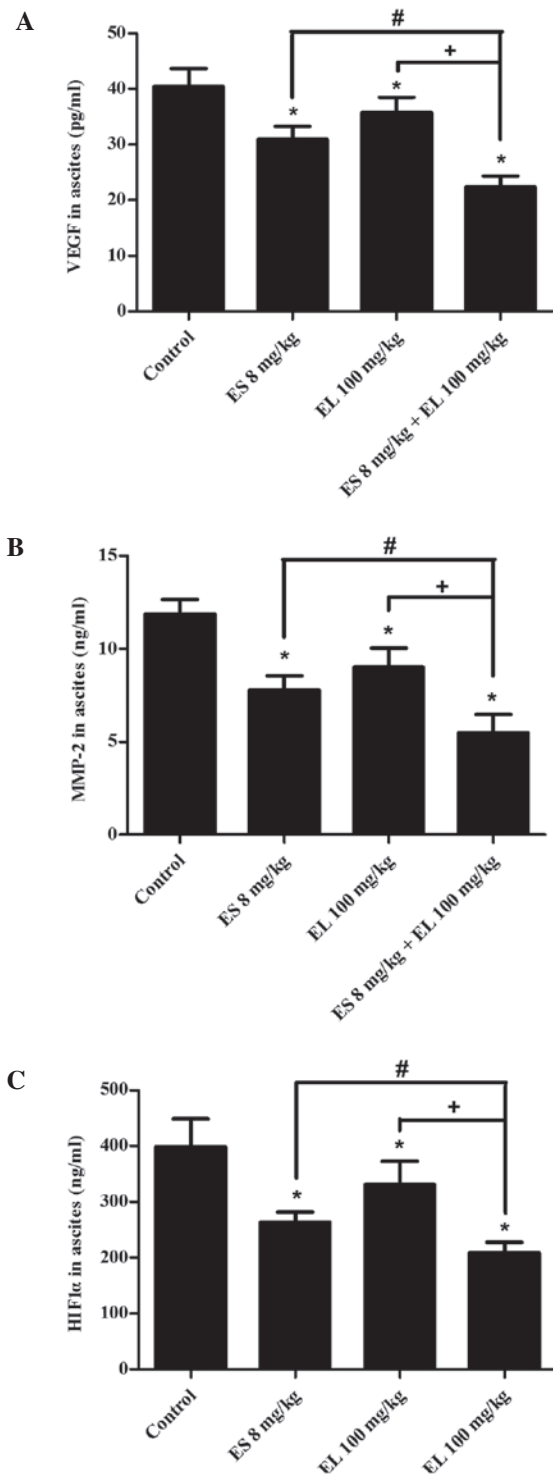 A
#
+
VEGF in ascites (pg/ml)
50
40
30
20
10
0
*
*
*
Control
ES 8 mg/kg
EL 100 mg/kg
ES 8 mg/kg + EL 100 mg/kg
B
#
+
MMP-2 in ascites (ng/ml)
15
10
5
0
*
*
*
Control
ES 8 mg/kg
EL 100 mg/kg
ES 8 mg/kg + EL 100 mg/kg
C
#
+
HIF1α in ascites (ng/ml)
500
400
300
200
100
0
*
*
*
Control
ES 8 mg/kg
EL 100 mg/kg
EL 100 mg/kg